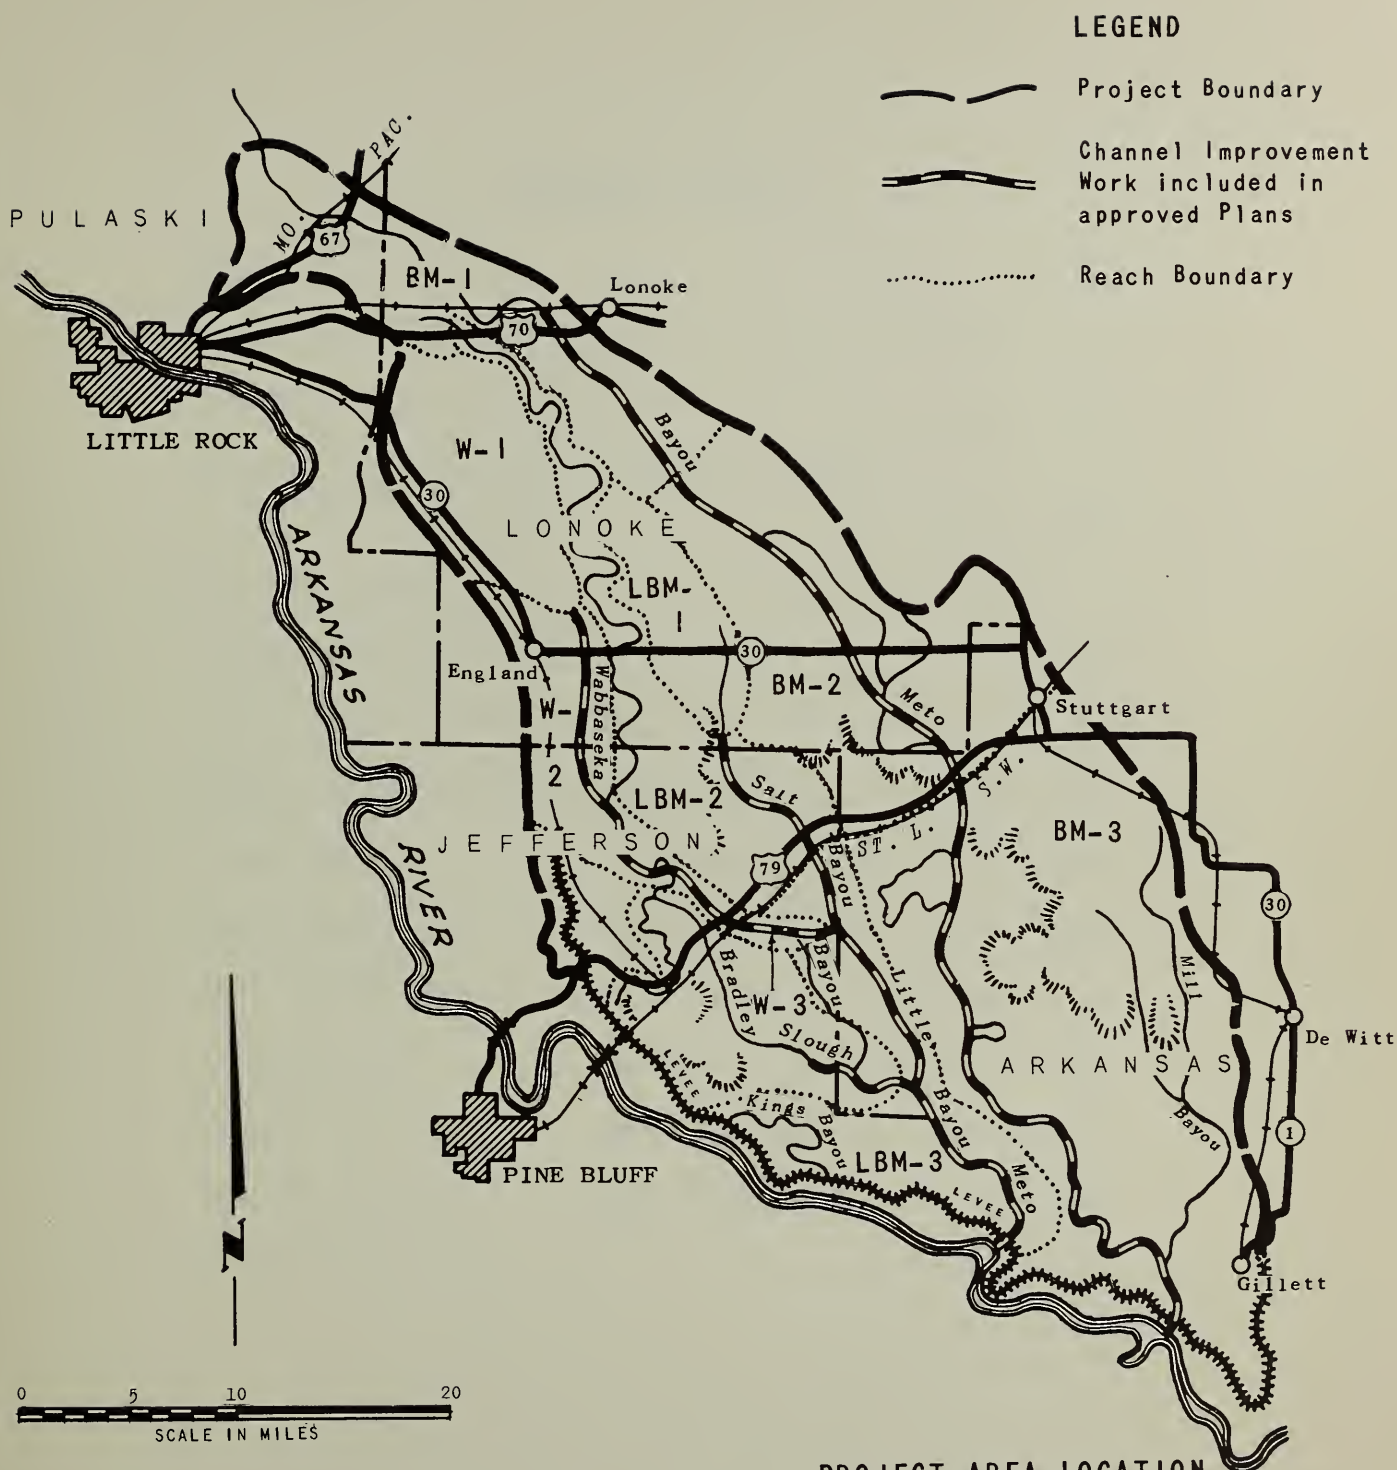 LEGEND
Project Boundary
Channel Improvement
Work included in
approved Plans
Reach Boundary
PULASKI
MO. PAC.
67
BM-1
Lonoke
70
LITTLE ROCK
W-1
Bayou
30
LONOKE
ARKANSAS
LBM-
1
England
30
BM-2
Meto
Stuttgart
Wabbaseka
W-
2
LBM-2
Salt
Bayou
S.W.
ST. L.
BM-3
JEFFERSON
RIVER
79
30
Bradley
Slough
Bayou
W-3
Little
Bayou
Meto
Mill
Bayou
De Witt
ARKANSAS
LEVEE
Kings
Bayou
1
PINE BLUFF
LBM-3
LEVEE
Gillett
N
0 5 10 20
SCALE IN MILES
PROJECT AREA LOCATION